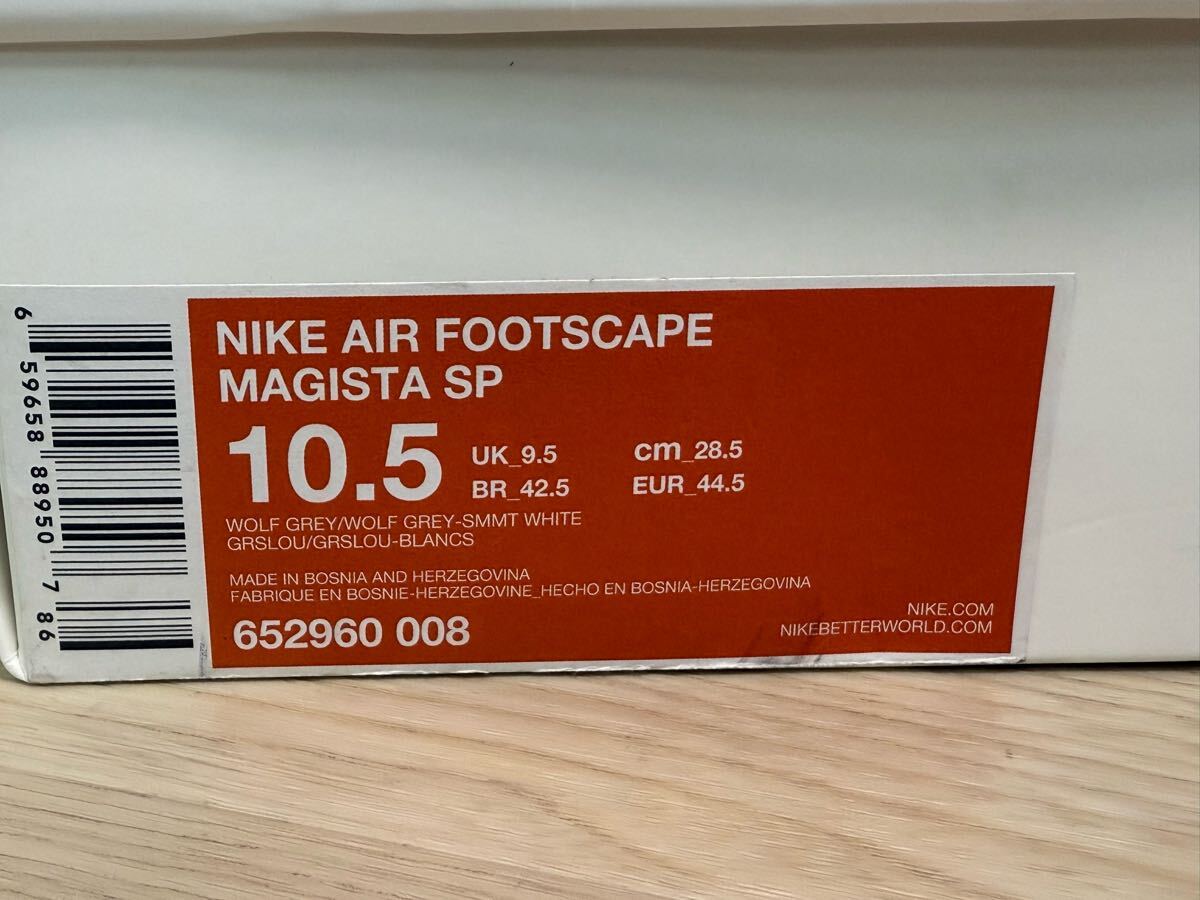 NIKE AIR FOOTSCAPE
MAGISTA SP
10.5 UK_9.5 cm_28.5
BR_42.5 EUR_44.5
WOLF GREY/WOLF GREY-SMMT WHITE
GRSLOU/GRSLOU-BLANCS
MADE IN BOSNIA AND HERZEGOVINA
FABRIQUE EN BOSNIE-HERZEGOVINE_HECHO EN BOSNIA-HERZEGOVINA
652960 008
NIKE.COM
NIKEBETTERWORLD.COM
6 59658 88950 7 86